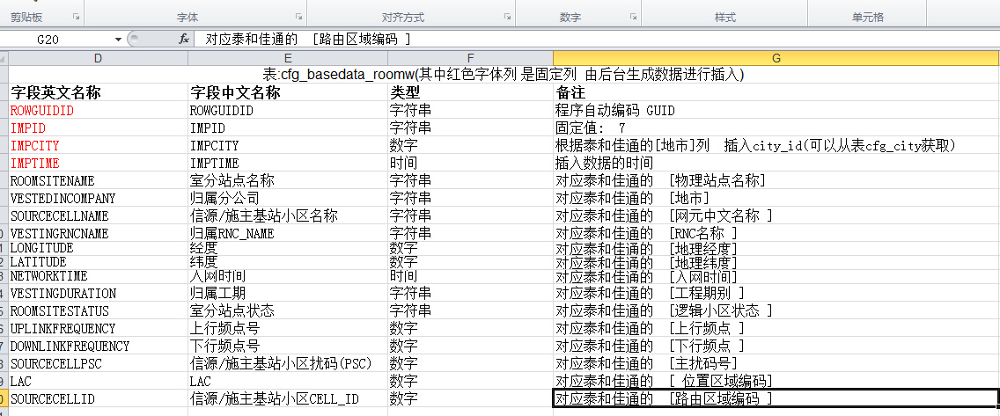 剪贴板 字体 对齐方式 数字 样式 单元格
G20 fx 对应泰和佳通的 [路由区域编码 ]
D E F G
表:cfg_basedata_roomw(其中红色字体列 是固定列 由后台生成数据进行插入)
字段英文名称 字段中文名称 类型 备注
ROWGUIDID ROWGUIDID 字符串 程序自动编码 GUID
IMPID IMPID 字符串 固定值: 7
IMPCITY IMPCITY 数字 根据泰和佳通的[地市]列 插入city_id(可以从表cfg_city获取)
IMPTIME IMPTIME 时间 插入数据的时间
ROOMSITENAME 室分站点名称 字符串 对应泰和佳通的 [物理站点名称]
VESTEDINCOMPANY 归属分公司 字符串 对应泰和佳通的 [地市]
SOURCECELLNAME 信源/施主基站小区名称 字符串 对应泰和佳通的 [网元中文名称 ]
VESTINGRNCNAME 归属RNC_NAME 字符串 对应泰和佳通的 [RNC名称 ]
LONGITUDE 经度 数字 对应泰和佳通的 [地理经度]
LATITUDE 纬度 数字 对应泰和佳通的 [地理纬度]
NETWORKTIME 入网时间 时间 对应泰和佳通的 [入网时间]
VESTINGDURATION 归属工期 字符串 对应泰和佳通的 [工程期别 ]
ROOMSITESTATUS 室分站点状态 字符串 对应泰和佳通的 [逻辑小区状态 ]
UPLINKFREQUENCY 上行频点号 数字 对应泰和佳通的 [上行频点 ]
DOWNLINKFREQUENCY 下行频点号 数字 对应泰和佳通的 [下行频点 ]
SOURCECELLPSC 信源/施主基站小区扰码(PSC) 数字 对应泰和佳通的 [主扰码号]
LAC LAC 数字 对应泰和佳通的 [ 位置区域编码]
SOURCECELLID 信源/施主基站小区CELL_ID 数字 对应泰和佳通的 [路由区域编码 ]